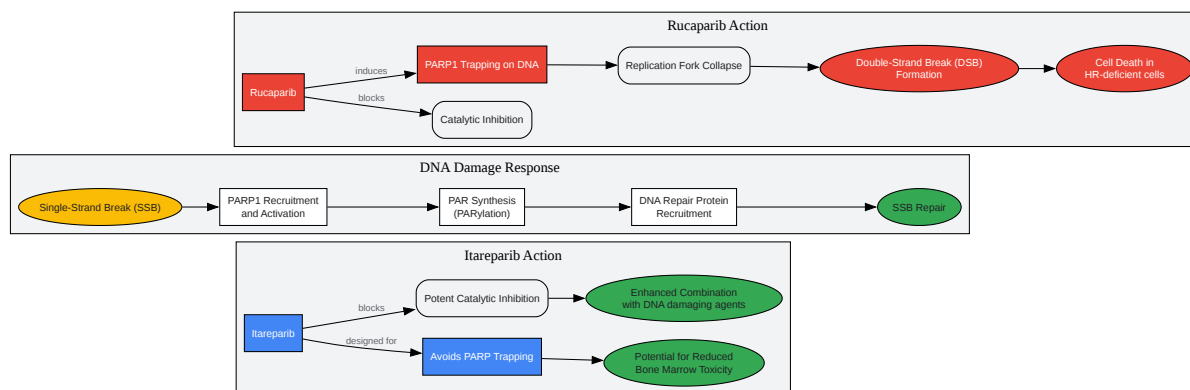 Rucaparib Action
Rucaparib
induces
blocks
PARP1 Trapping on DNA
Catalytic Inhibition
Replication Fork Collapse
Double-Strand Break (DSB)
Formation
Cell Death in
HR-deficient cells
DNA Damage Response
Single-Strand Break (SSB)
PARP1 Recruitment
and Activation
PAR Synthesis
(PARylation)
DNA Repair Protein
Recruitment
SSB Repair
Itareparib Action
Itareparib
blocks
designed for
Potent Catalytic Inhibition
Avoids PARP Trapping
Enhanced Combination
with DNA damaging agents
Potential for Reduced
Bone Marrow Toxicity